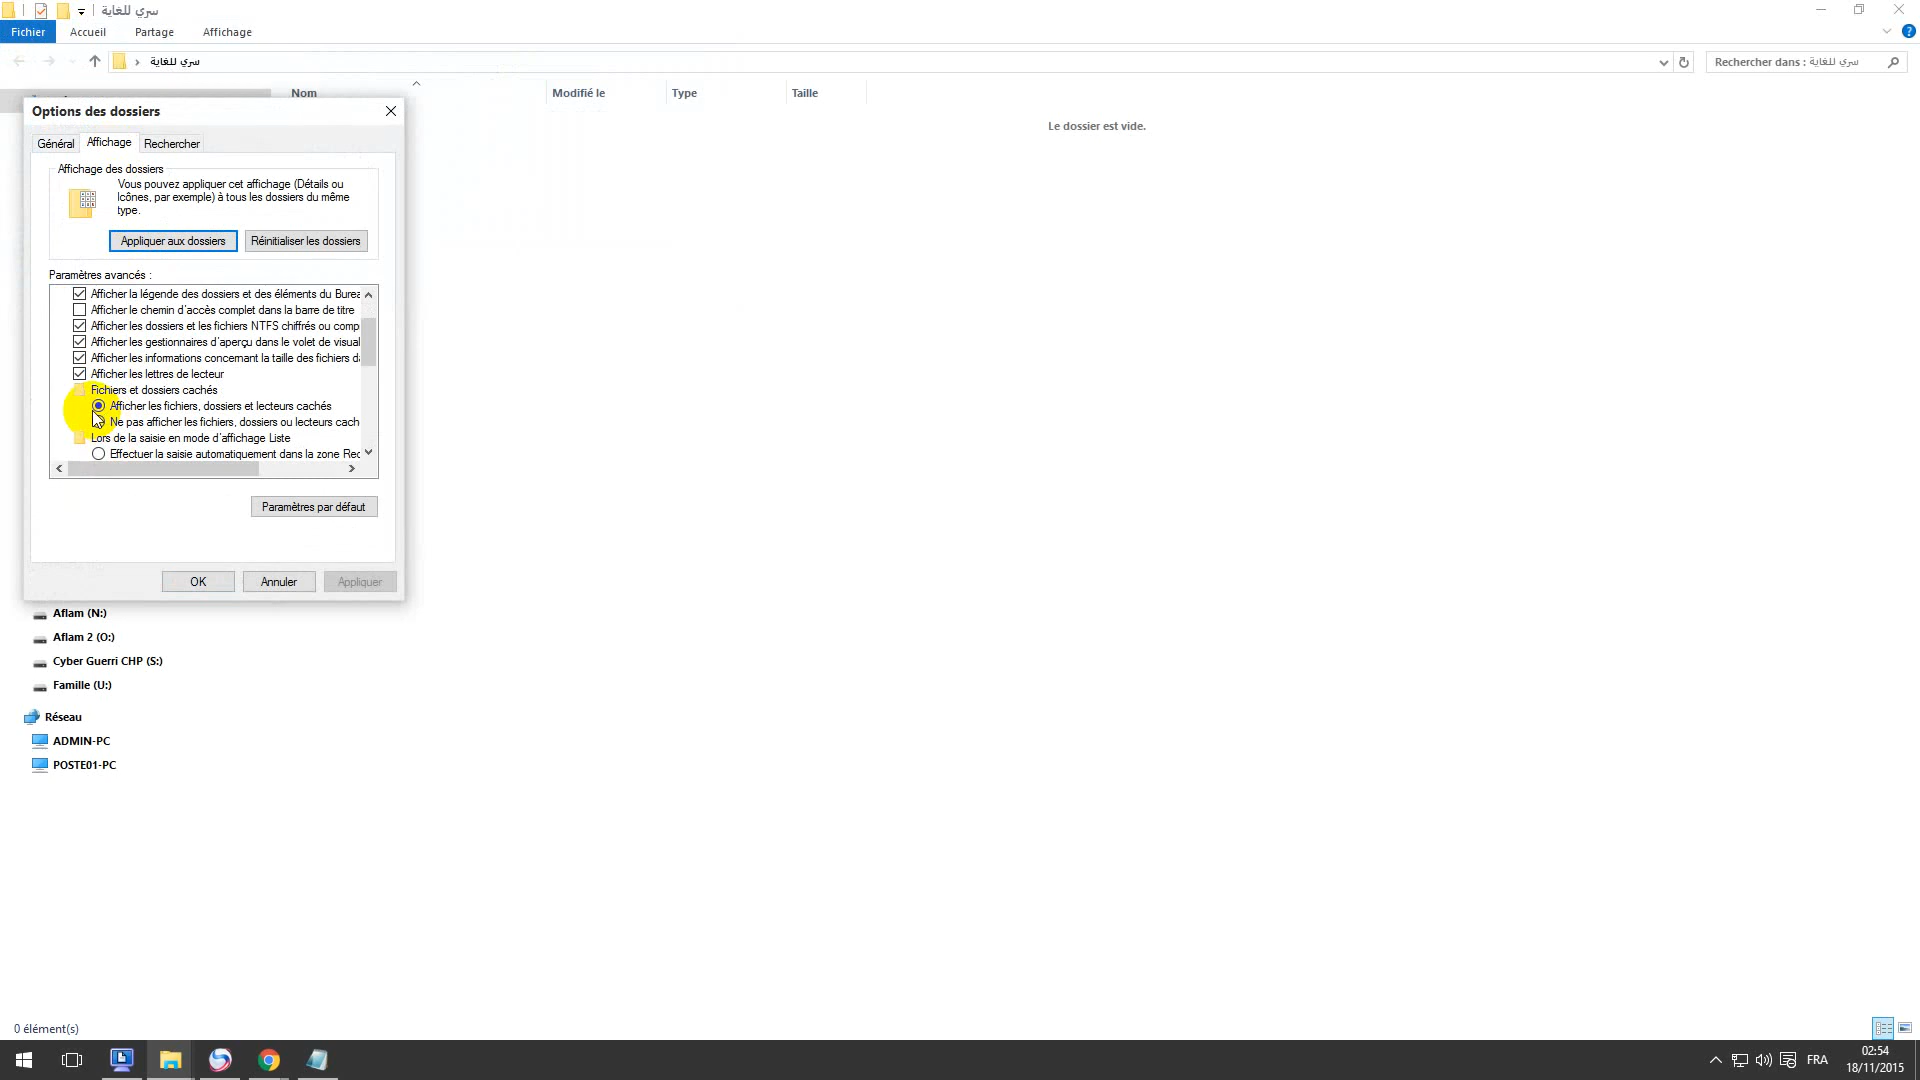 سري للغاية
Fichier Accueil Partage Affichage
سري للغاية
Rechercher dans : سري للغاية
Nom Modifié le Type Taille
Le dossier est vide.
Options des dossiers
Général Affichage Rechercher
Affichage des dossiers
Vous pouvez appliquer cet affichage (Détails ou
Icônes, par exemple) à tous les dossiers du même
type.
Appliquer aux dossiers Réinitialiser les dossiers
Paramètres avancés :
Afficher la légende des dossiers et des éléments du Burea
Afficher le chemin d'accès complet dans la barre de titre
Afficher les dossiers et les fichiers NTFS chiffrés ou comp
Afficher les gestionnaires d'aperçu dans le volet de visual
Afficher les informations concernant la taille des fichiers d
Afficher les lettres de lecteur
Fichiers et dossiers cachés
Afficher les fichiers, dossiers et lecteurs cachés
Ne pas afficher les fichiers, dossiers ou lecteurs cach
Lors de la saisie en mode d'affichage Liste
Effectuer la saisie automatiquement dans la zone Rec
Paramètres par défaut
OK Annuler Appliquer
Aflam (N:)
Aflam 2 (O:)
Cyber Guerri CHP (S:)
Famille (U:)
Réseau
ADMIN-PC
POSTE01-PC
0 élément(s)
FRA
02:54
18/11/2015